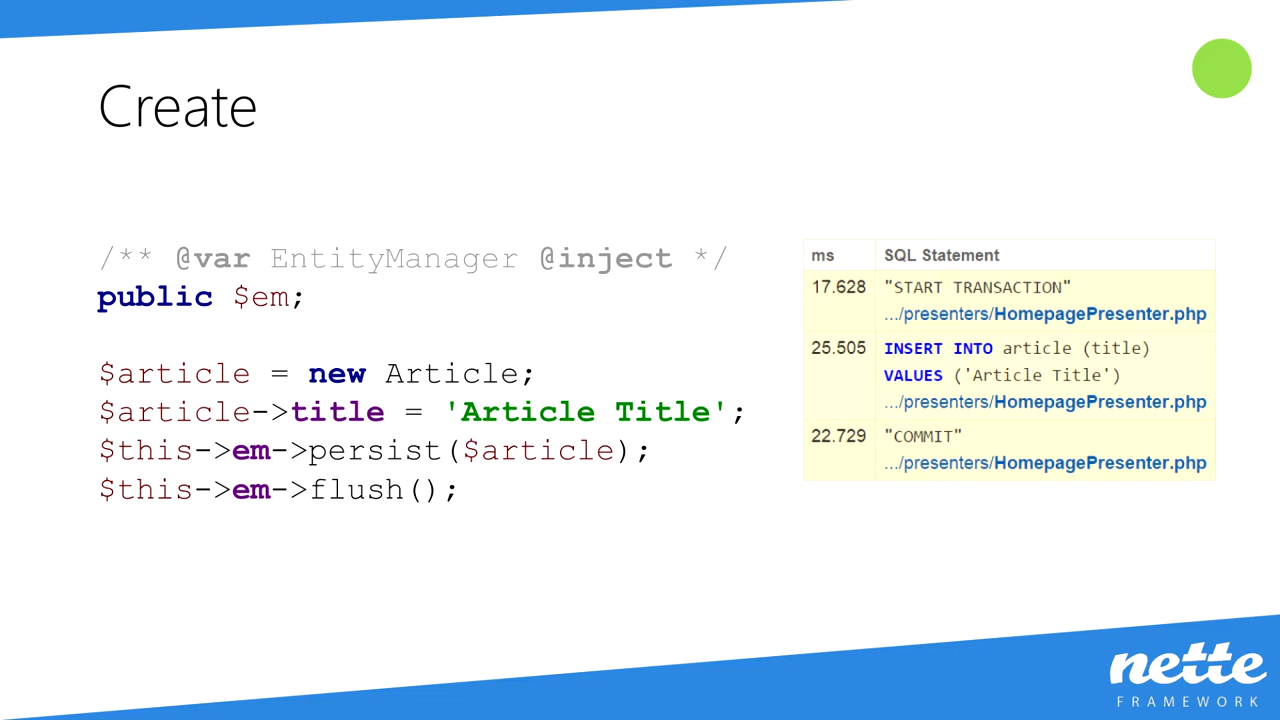 Create
/** @var EntityManager @inject */
public $em;
$article = new Article;
$article->title = 'Article Title';
$this->em->persist($article);
$this->em->flush();
ms SQL Statement
17.628 "START TRANSACTION"
.../presenters/HomepagePresenter.php
25.505 INSERT INTO article (title)
VALUES ('Article Title')
.../presenters/HomepagePresenter.php
22.729 "COMMIT"
.../presenters/HomepagePresenter.php
nette
FRAMEWORK